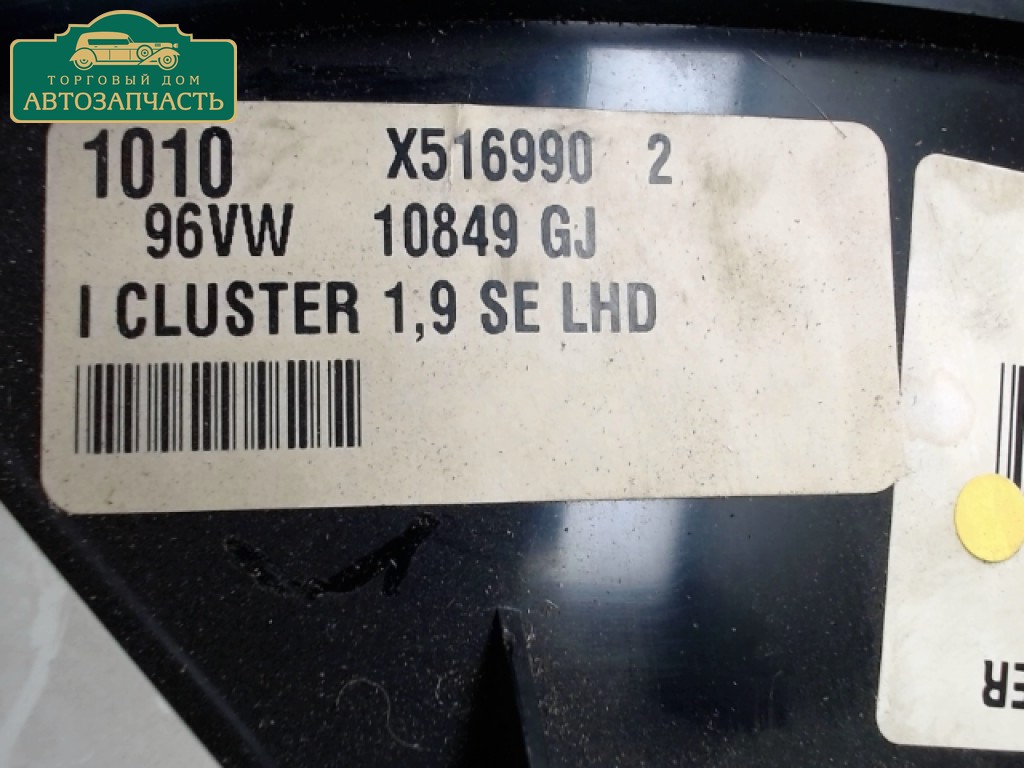 ТОРГОВЫЙ ДОМ
АВТОЗАПЧАСТЬ
1010 X516990 2
96VW 10849 GJ
I CLUSTER 1,9 SE LHD